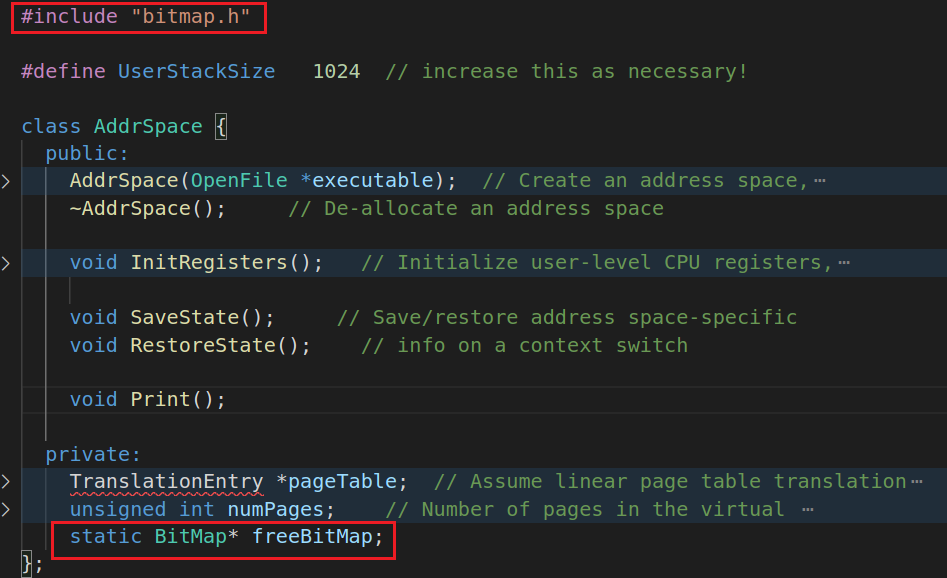 #include "bitmap.h"
#define UserStackSize   1024  // increase this as necessary!
class AddrSpace {
  public:
    AddrSpace(OpenFile *executable);  // Create an address space,⋯
    ~AddrSpace();     // De-allocate an address space
    void InitRegisters();   // Initialize user-level CPU registers,⋯
    void SaveState();     // Save/restore address space-specific
    void RestoreState();    // info on a context switch
    void Print();
  private:
    TranslationEntry *pageTable;  // Assume linear page table translation⋯
    unsigned int numPages;    // Number of pages in the virtual ⋯
    static BitMap* freeBitMap;
};